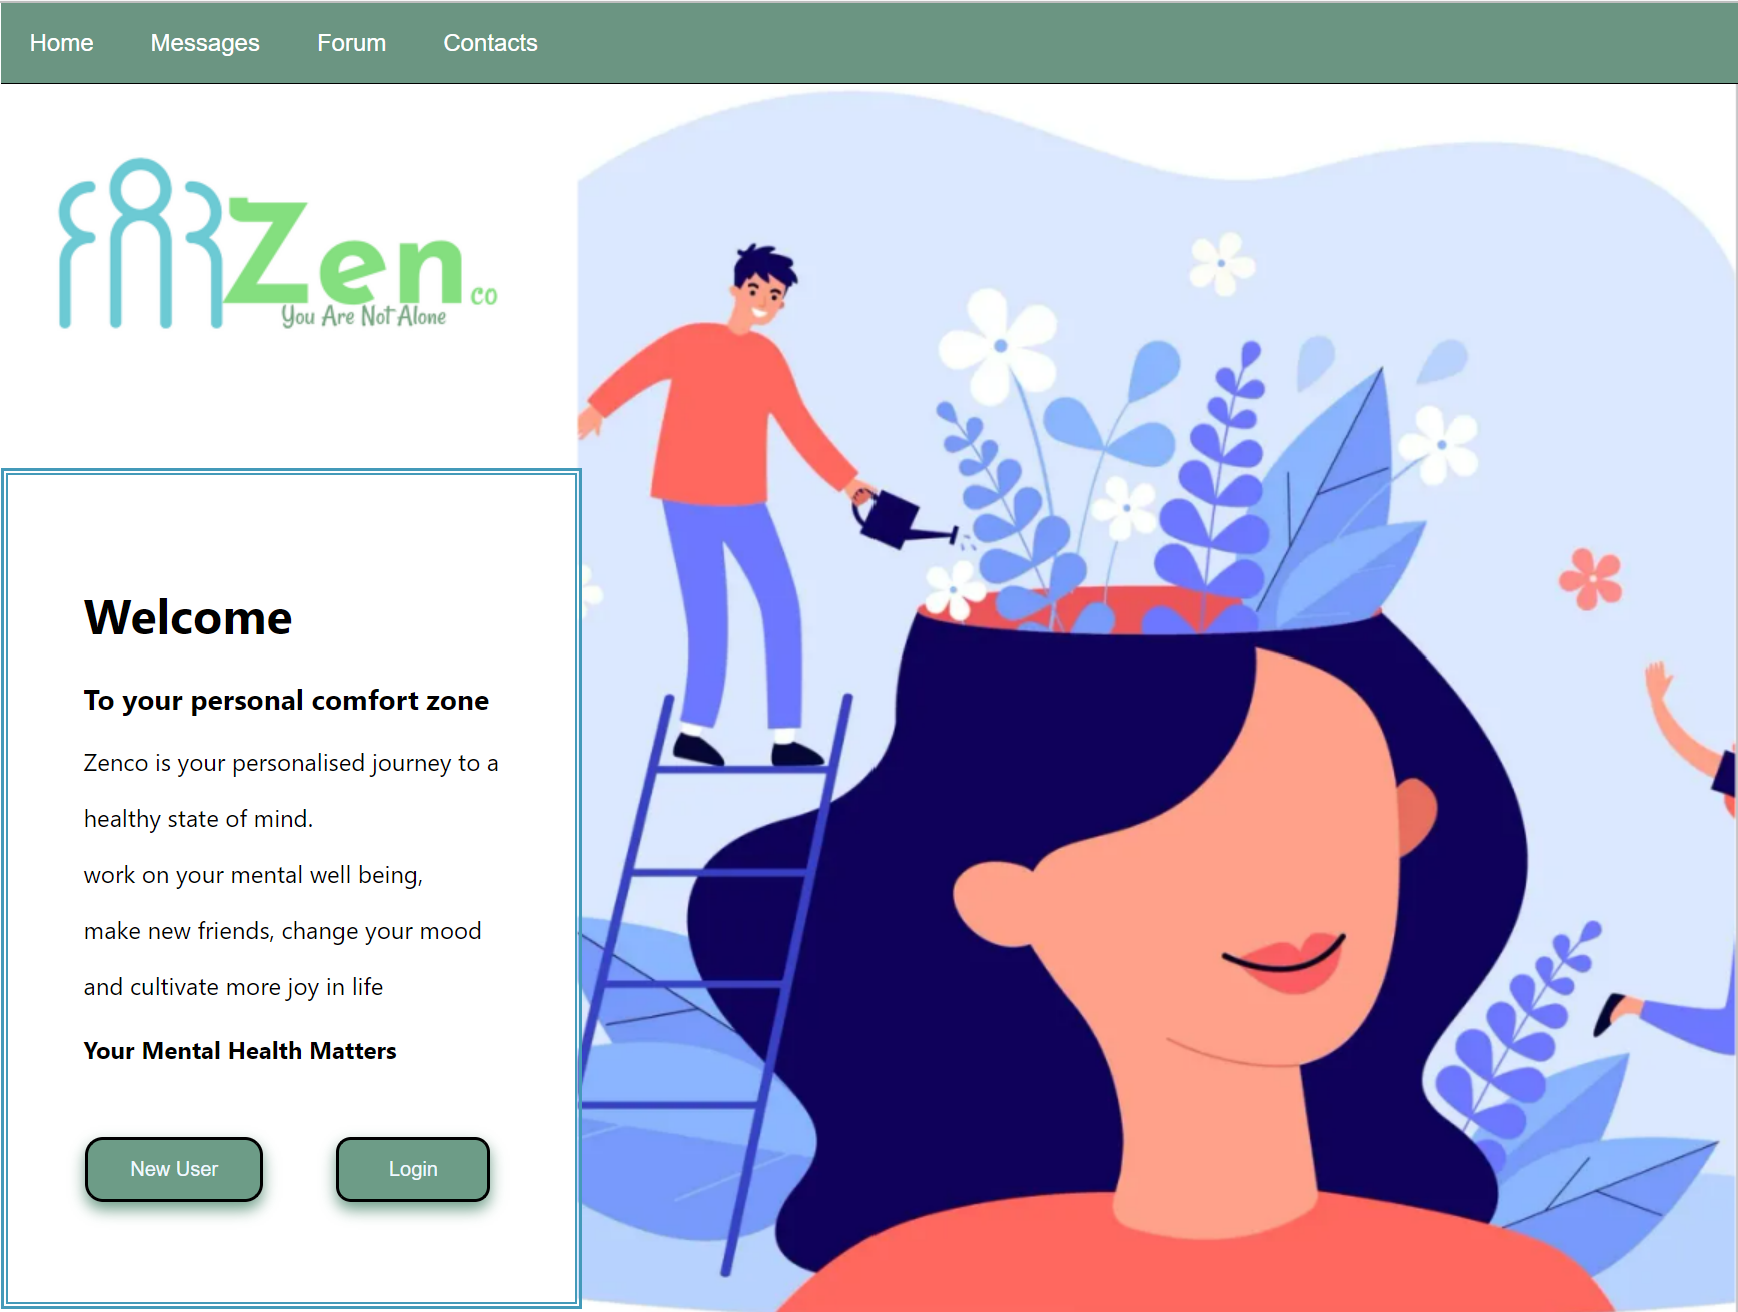 Home Messages Forum Contacts
Zen co
You Are Not Alone
Welcome
To your personal comfort zone
Zenco is your personalised journey to a
healthy state of mind.
work on your mental well being,
make new friends, change your mood
and cultivate more joy in life
Your Mental Health Matters
New User Login